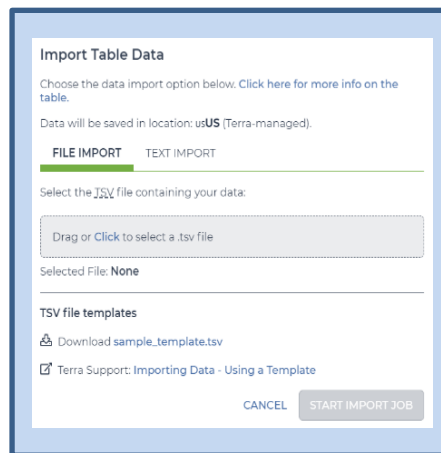 Import Table Data
Choose the data import option below. Click here for more info on the
table.
Data will be saved in location: usUS (Terra-managed).
FILE IMPORT TEXT IMPORT
Select the TSV file containing your data:
Drag or Click to select a .tsv file
Selected File: None
TSV file templates
Download sample_template.tsv
Terra Support: Importing Data - Using a Template
CANCEL START IMPORT JOB